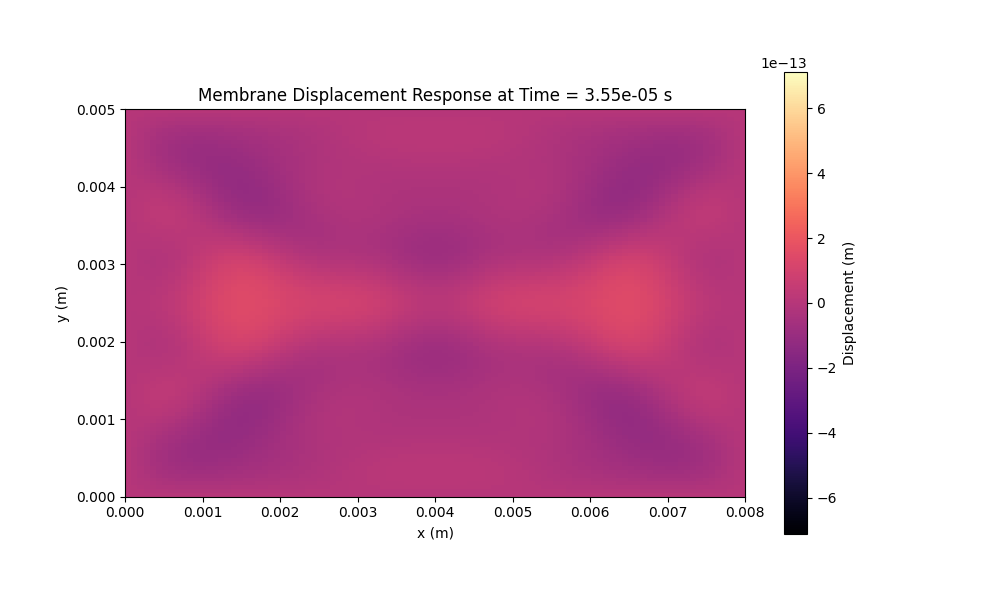 1e−13
Membrane Displacement Response at Time = 3.55e-05 s
0.005
0.004
0.003
0.002
0.001
0.000
y (m)
0.000 0.001 0.002 0.003 0.004 0.005 0.006 0.007 0.008
x (m)
6
4
2
0
−2
−4
−6
Displacement (m)